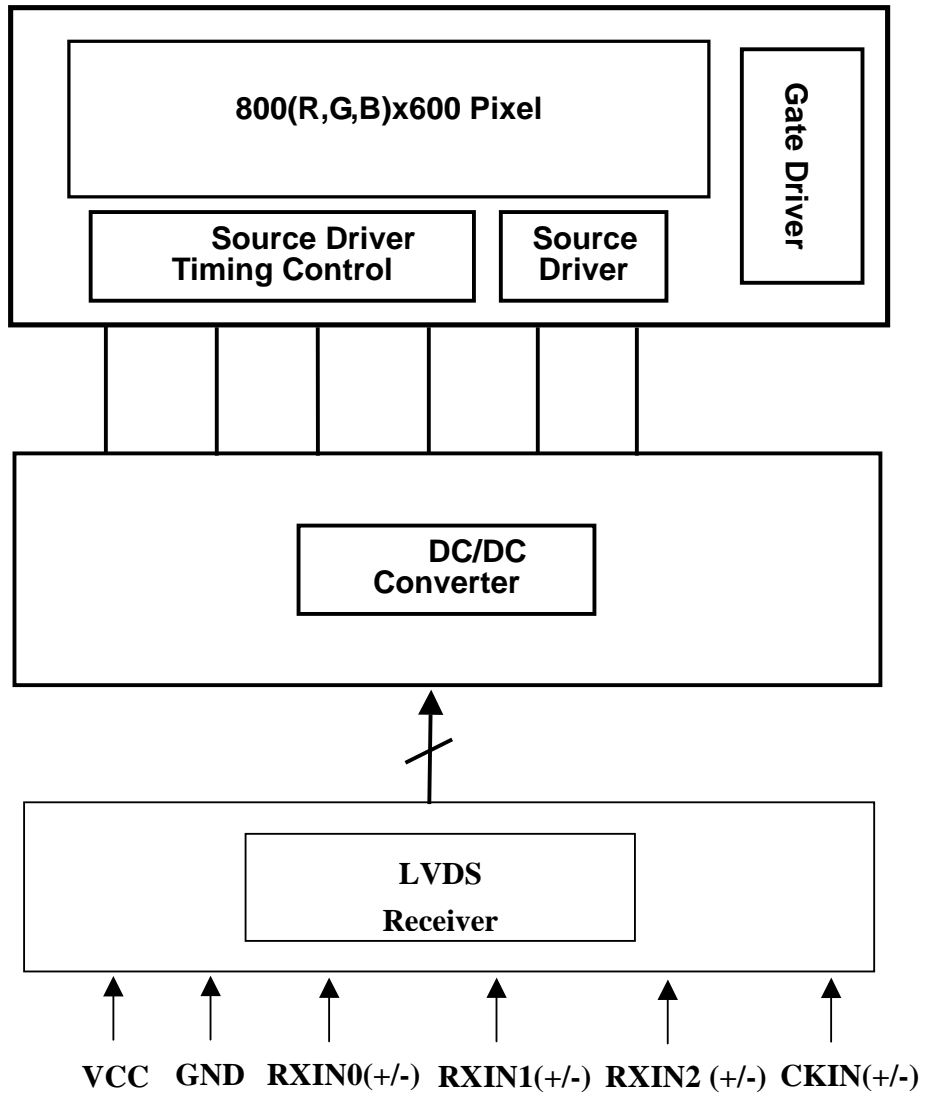 800(R,G,B)x600 Pixel
Gate Driver
Source Driver
Timing Control
Source
Driver
DC/DC
Converter
LVDS
Receiver
VCC GND RXIN0(+/-) RXIN1(+/-) RXIN2 (+/-) CKIN(+/-)